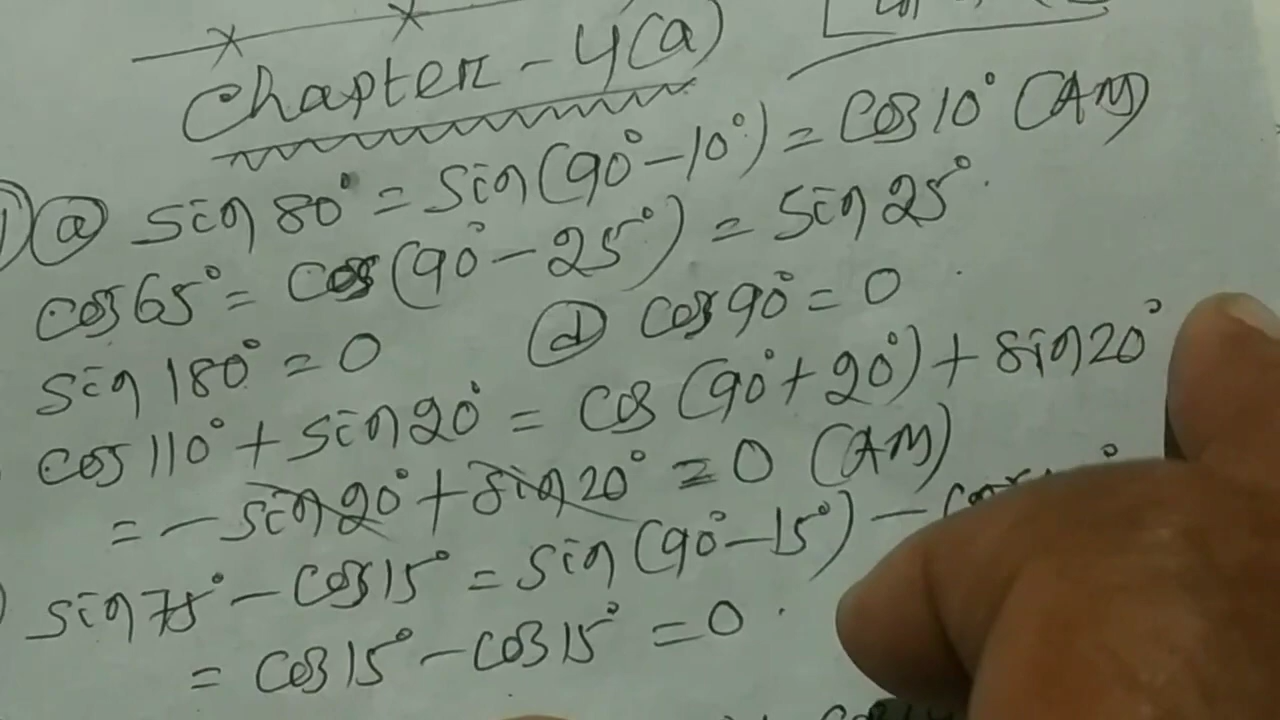 Chapter - 4(a)
1) (a) sin 80° = sin(90° - 10°) = cos 10° (Ans)
cos 65° = cos(90° - 25°) = sin 25°.
sin 180° = 0 (d) cos 90° = 0
cos 110° + sin 20° = cos(90° + 20°) + sin 20°
= - sin 20° + sin 20° = 0 (Ans)
sin 75° - cos 15° = sin(90° - 15°) -
= cos 15° - cos 15° = 0.